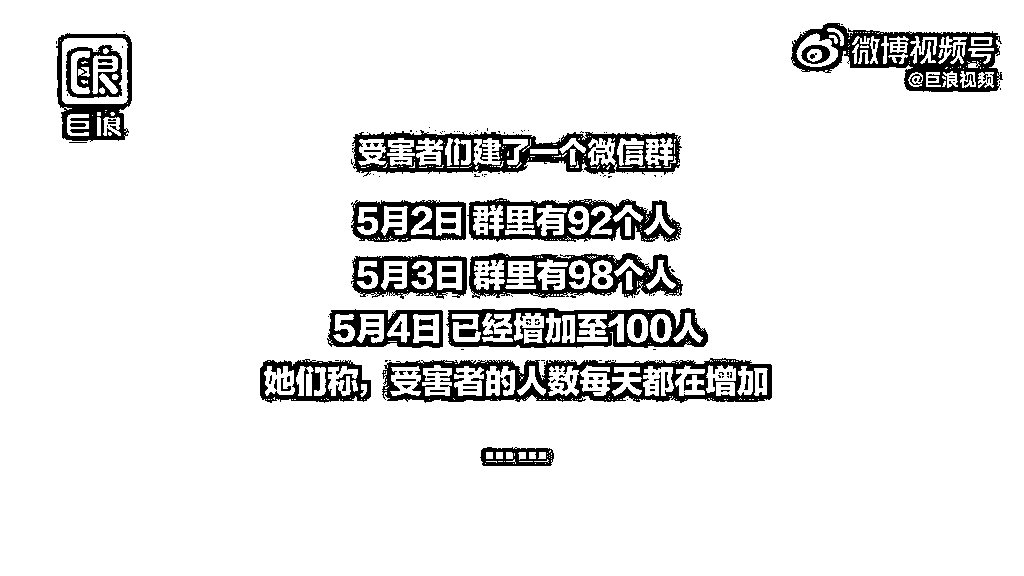 巨浪
巨浪
微博视频号
@巨浪视频
受害者们建了一个微信群
5月2日 群里有92个人
5月3日 群里有98个人
5月4日 已经增加至100人
她们称，受害者的人数每天都在增加
……